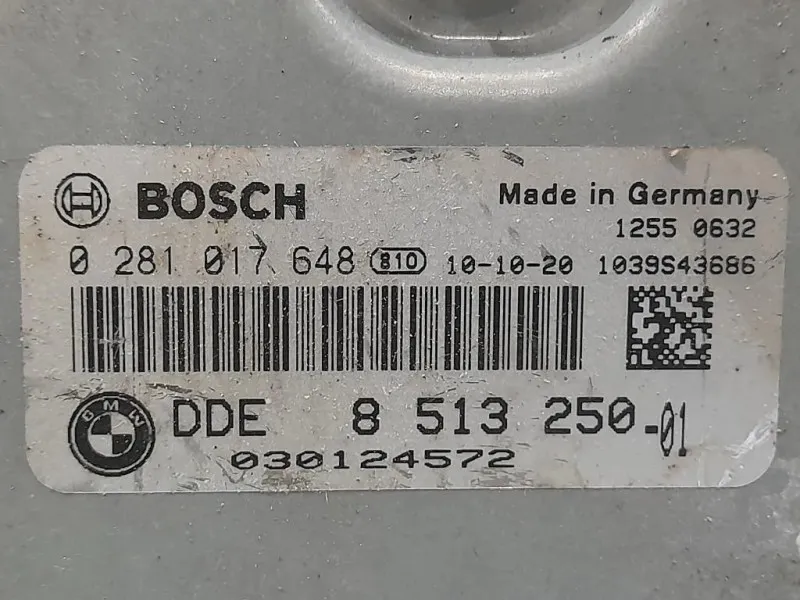 BOSCH
Made in Germany
1255 0632
0 281 017 648 810 10-10-20 1039S43686
BMW DDE 8 513 250-01
030124572